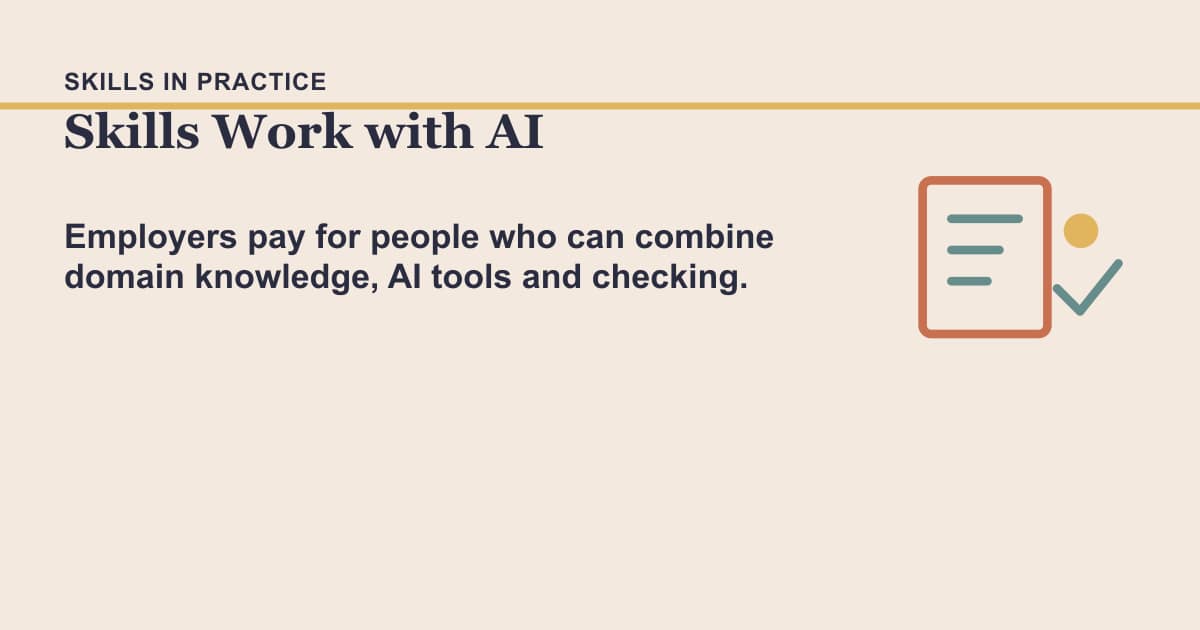 SKILLS IN PRACTICE
Skills Work with AI
Employers pay for people who can combine
domain knowledge, AI tools and checking.